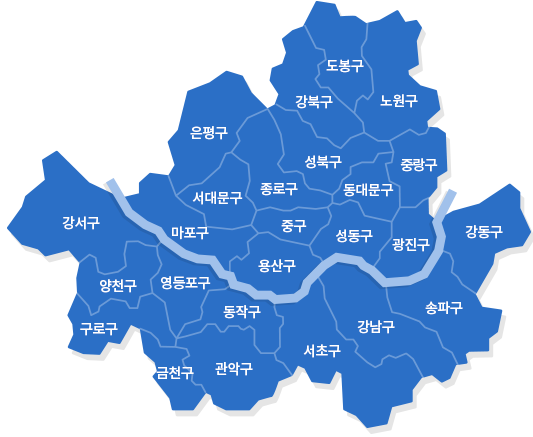 도봉구
강북구
노원구
은평구
성북구
중랑구
서대문구
종로구
동대문구
강서구
마포구
중구
성동구
광진구
강동구
용산구
양천구
영등포구
동작구
송파구
구로구
강남구
서초구
금천구
관악구